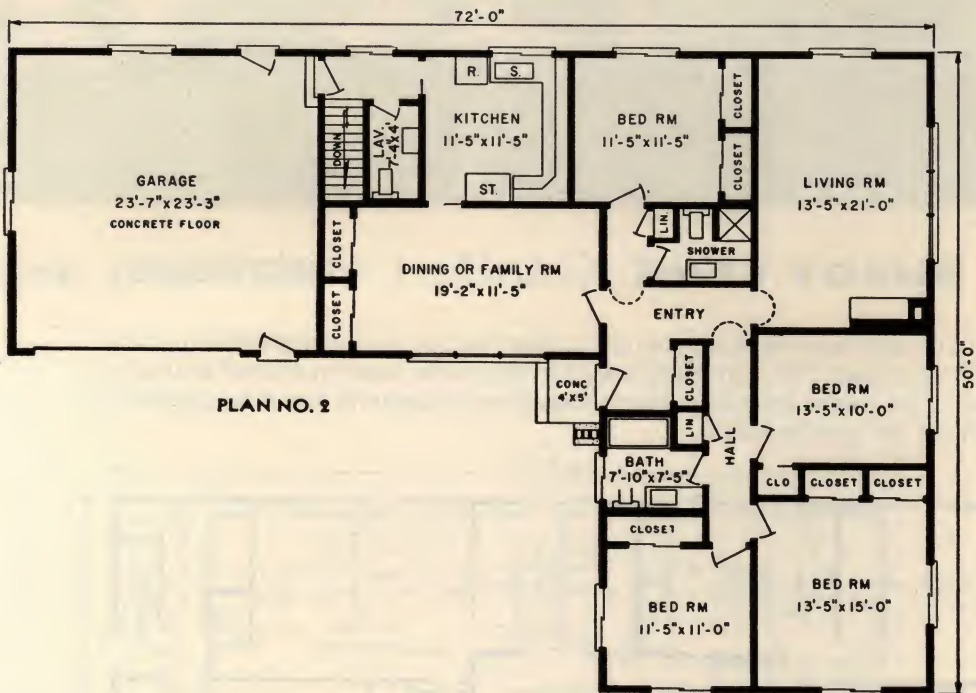 72'-0"
R.
S.
KITCHEN
11'-5"x11'-5"
ST.
BED RM
11'-5"x11'-5"
CLOSET
CLOSET
LIVING RM
13'-5"x21'-0"
DOWN
LAV.
7'-4"x4'
GARAGE
23'-7"x23'-3"
CONCRETE FLOOR
CLOSET
CLOSET
DINING OR FAMILY RM
19'-2"x11'-5"
LIN.
SHOWER
ENTRY
50'-0"
PLAN NO. 2
CONC
4'x5'
CLOSET
LIN
HALL
BED RM
13'-5"x10'-0"
BATH
7'-10"x7'-5"
CLO
CLOSET
CLOSET
CLOSET
BED RM
11'-5"x11'-0"
BED RM
13'-5"x15'-0"